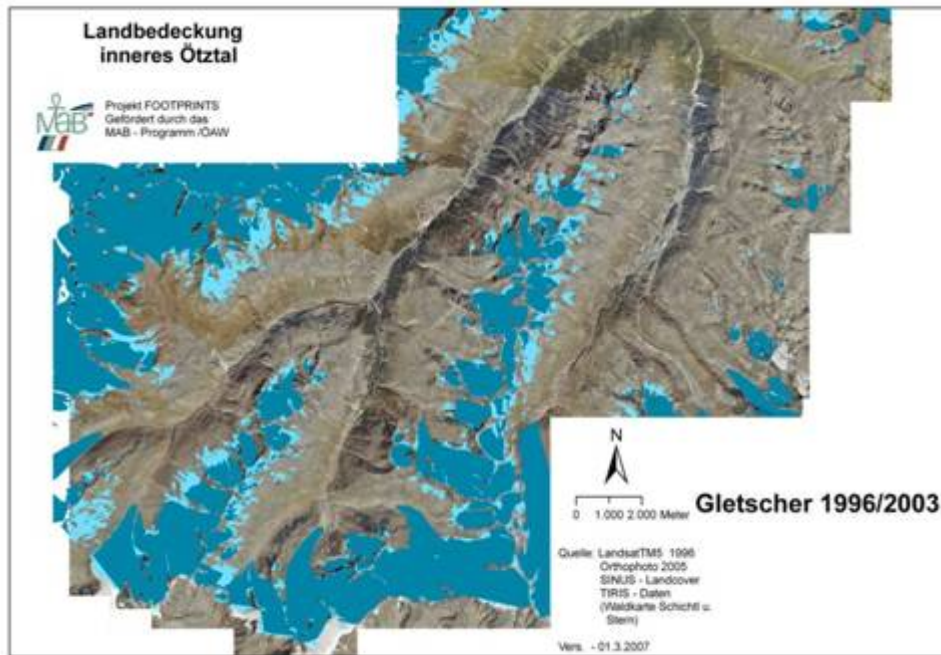 Landbedeckung
inneres Ötztal
MaB
Projekt FOOTPRINTS
Gefördert durch das
MAB - Programm /ÖAW
N
0 1.000 2.000 Meter
Gletscher 1996/2003
Quelle: LandsatTM5 1996
Orthophoto 2005
SINUS - Landcover
TIRIS - Daten
(Waldkarte Schichtl u.
Stern)
Vers. - 01.3.2007